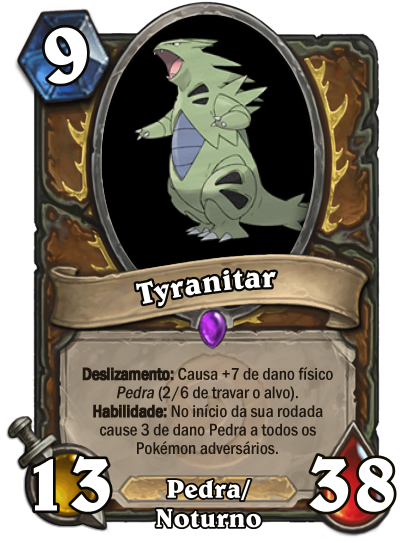 9
Tyranitar
Deslizamento: Causa +7 de dano físico
Pedra (2/6 de travar o alvo).
Habilidade: No início da sua rodada
cause 3 de dano Pedra a todos os
Pokémon adversários.
13
Pedra/
Noturno
38